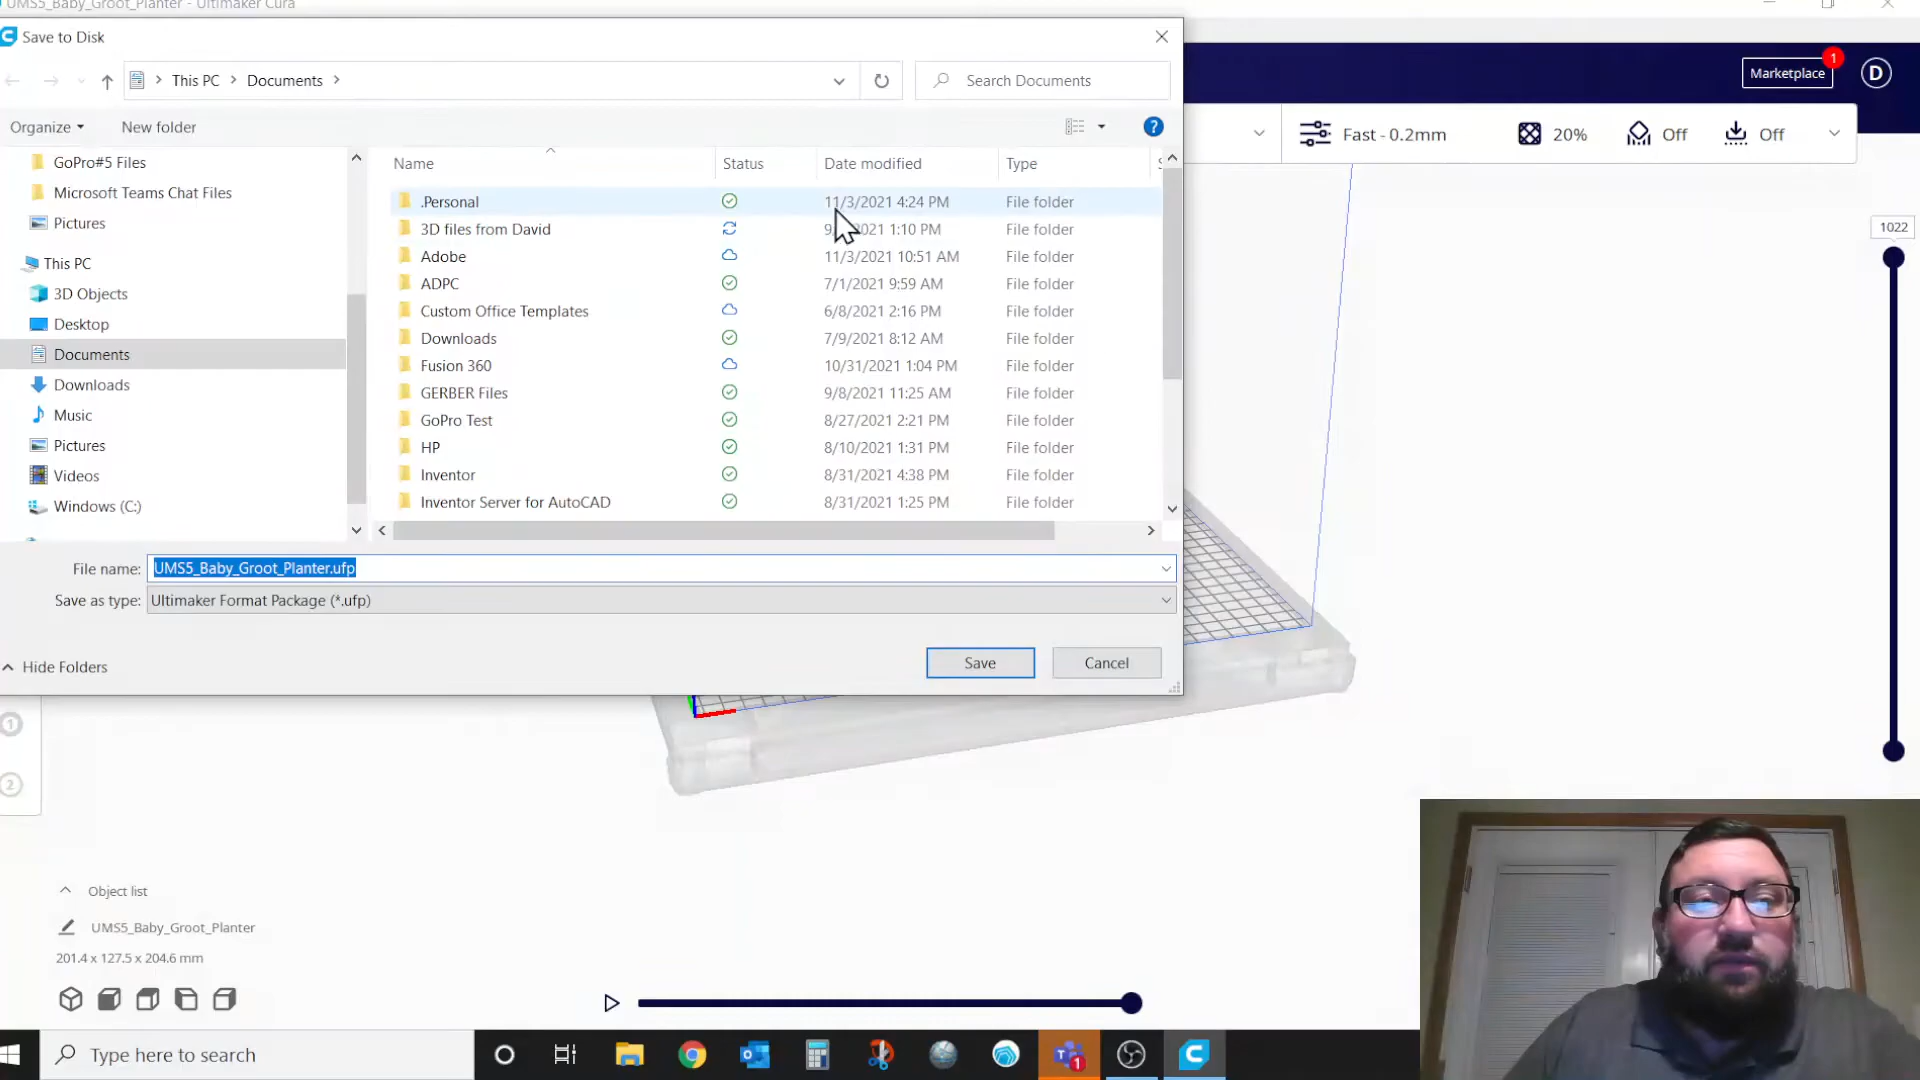 UMS5_Baby_Groot_Planter - Ultimaker Cura
Save to Disk
This PC > Documents >
Search Documents
Marketplace
1
D
Organize
New folder
?
Fast - 0.2mm
20%
Off
Off
GoPro#5 Files
Microsoft Teams Chat Files
Pictures
This PC
3D Objects
Desktop
Documents
Downloads
Music
Pictures
Videos
Windows (C:)
Name Status Date modified Type
.Personal 11/3/2021 4:24 PM File folder
3D files from David 2021 1:10 PM File folder
Adobe 11/3/2021 10:51 AM File folder
ADPC 7/1/2021 9:59 AM File folder
Custom Office Templates 6/8/2021 2:16 PM File folder
Downloads 7/9/2021 8:12 AM File folder
Fusion 360 10/31/2021 1:04 PM File folder
GERBER Files 9/8/2021 11:25 AM File folder
GoPro Test 8/27/2021 2:21 PM File folder
HP 8/10/2021 1:31 PM File folder
Inventor 8/31/2021 4:38 PM File folder
Inventor Server for AutoCAD 8/31/2021 1:25 PM File folder
1022
File name: UMS5_Baby_Groot_Planter.ufp
Save as type: Ultimaker Format Package (*.ufp)
Hide Folders
Save
Cancel
1
2
Object list
UMS5_Baby_Groot_Planter
201.4 x 127.5 x 204.6 mm
Type here to search
1